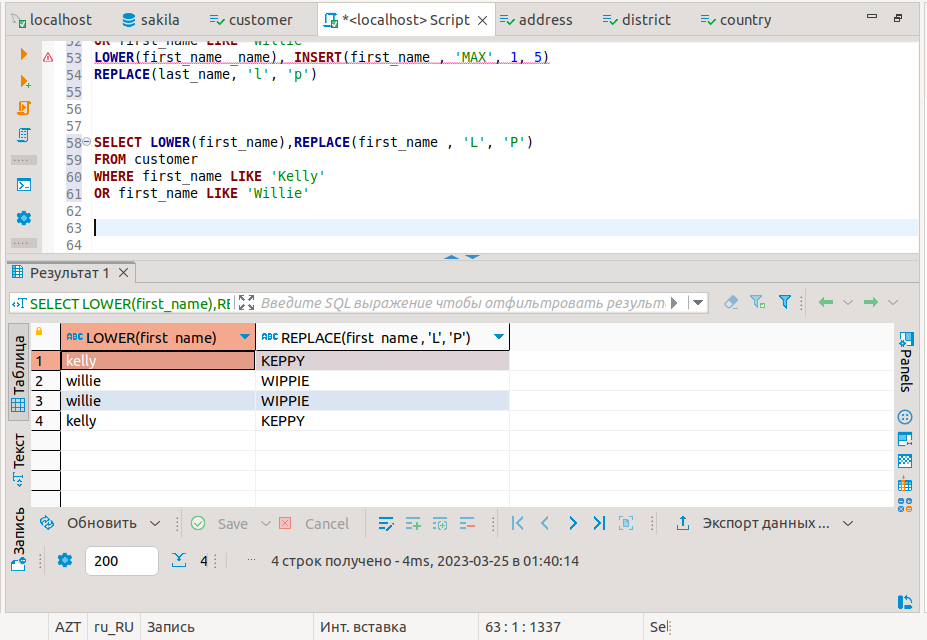 localhost sakila customer *<localhost> Script address district country
52 OR first_name LIKE 'Willie'
53 LOWER(first_name _name), INSERT(first_name , 'MAX', 1, 5)
54 REPLACE(last_name, 'l', 'p')
55
56
57
58 SELECT LOWER(first_name),REPLACE(first_name , 'L', 'P')
59 FROM customer
60 WHERE first_name LIKE 'Kelly'
61 OR first_name LIKE 'Willie'
62
63
64
Результат 1
SELECT LOWER(first_name),RE Введите SQL выражение чтобы отфильтровать результ
ABC LOWER(first_name) ABC REPLACE(first_name , 'L', 'P')
1 kelly KEPPY
2 willie WIPPIE
3 willie WIPPIE
4 kelly KEPPY
Таблица
Текст
Запись
Panels
Обновить Save Cancel Экспорт данных ...
200 4 ... 4 строк получено - 4ms, 2023-03-25 в 01:40:14
AZT ru_RU Запись Инт. вставка 63 : 1 : 1337 Sel